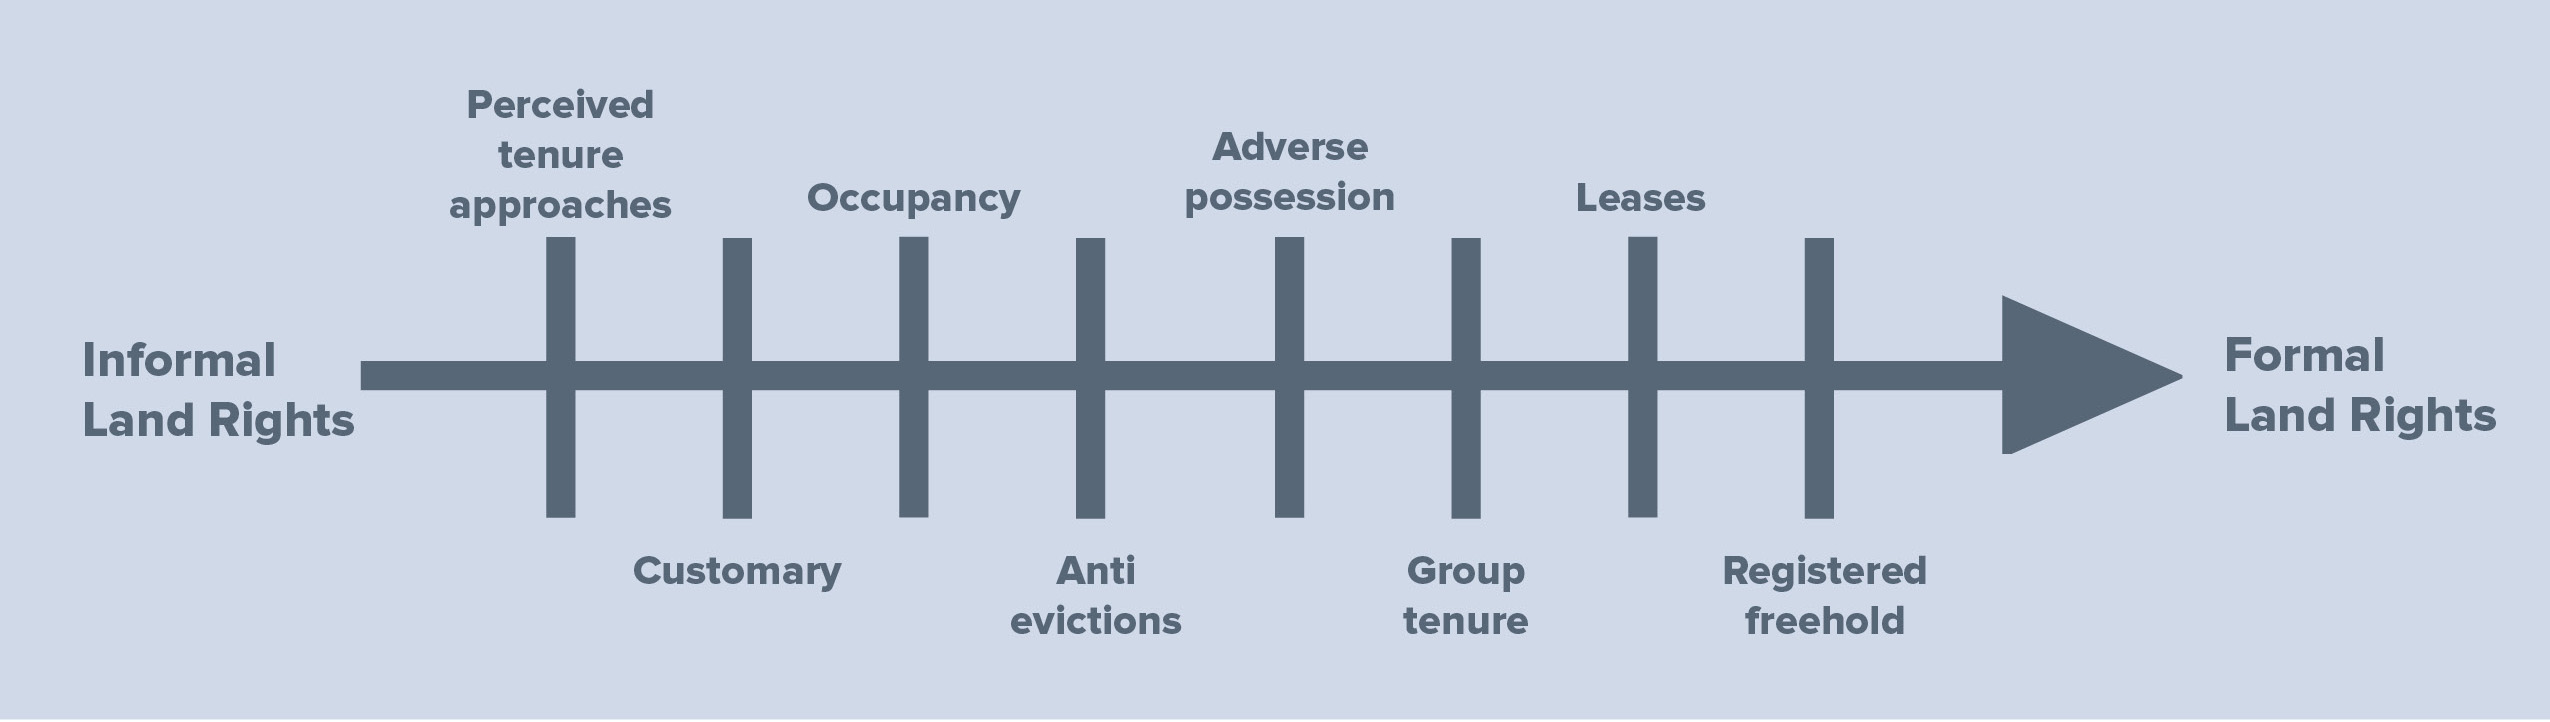 Perceived
tenure
approaches
Occupancy
Adverse
possession
Leases
Informal
Land Rights
Formal
Land Rights
Customary
Anti
evictions
Group
tenure
Registered
freehold